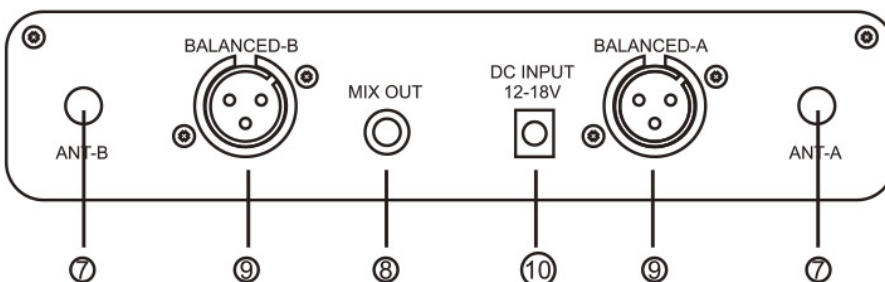 BALANCED-B
BALANCED-A
MIX OUT
DC INPUT
12-18V
ANT-B
ANT-A
⑦
⑨
⑧
⑩
⑨
⑦